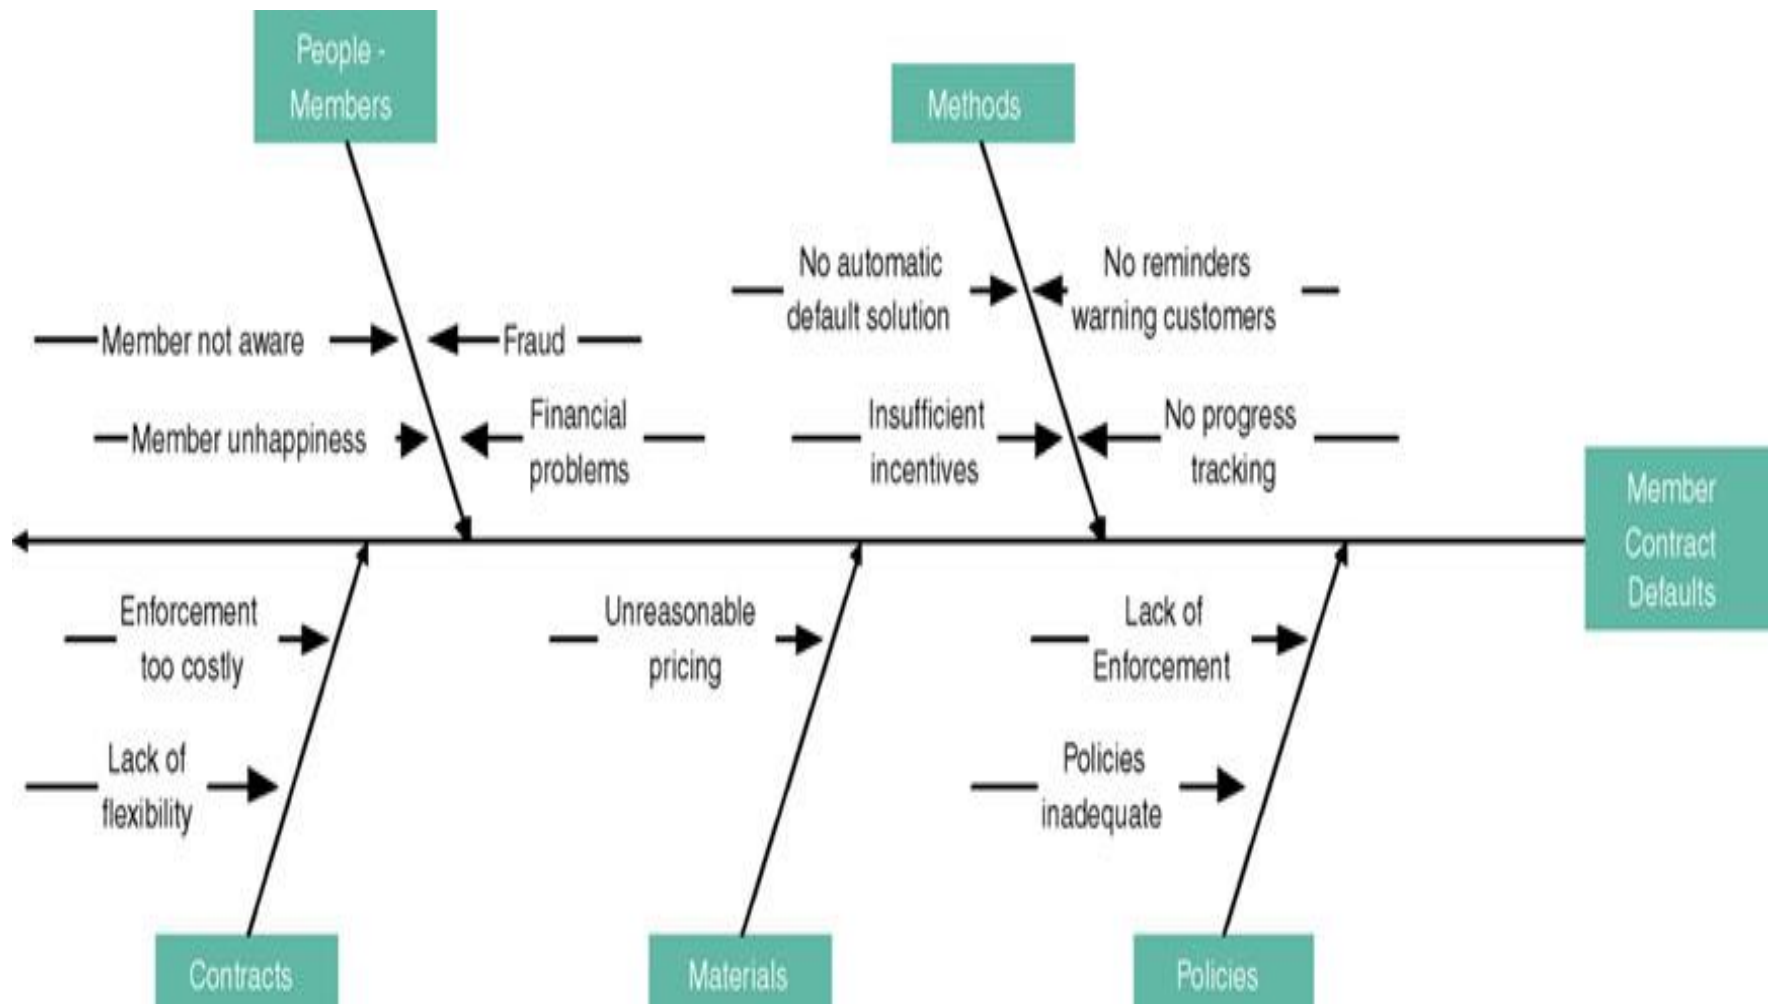 People -
Members
Methods
No automatic
default solution
No reminders
warning customers
Member not aware
Fraud
Member unhappiness
Financial
problems
Insufficient
incentives
No progress
tracking
Member
Contract
Defaults
Enforcement
too costly
Unreasonable
pricing
Lack of
Enforcement
Lack of
flexibility
Policies
inadequate
Contracts
Materials
Policies